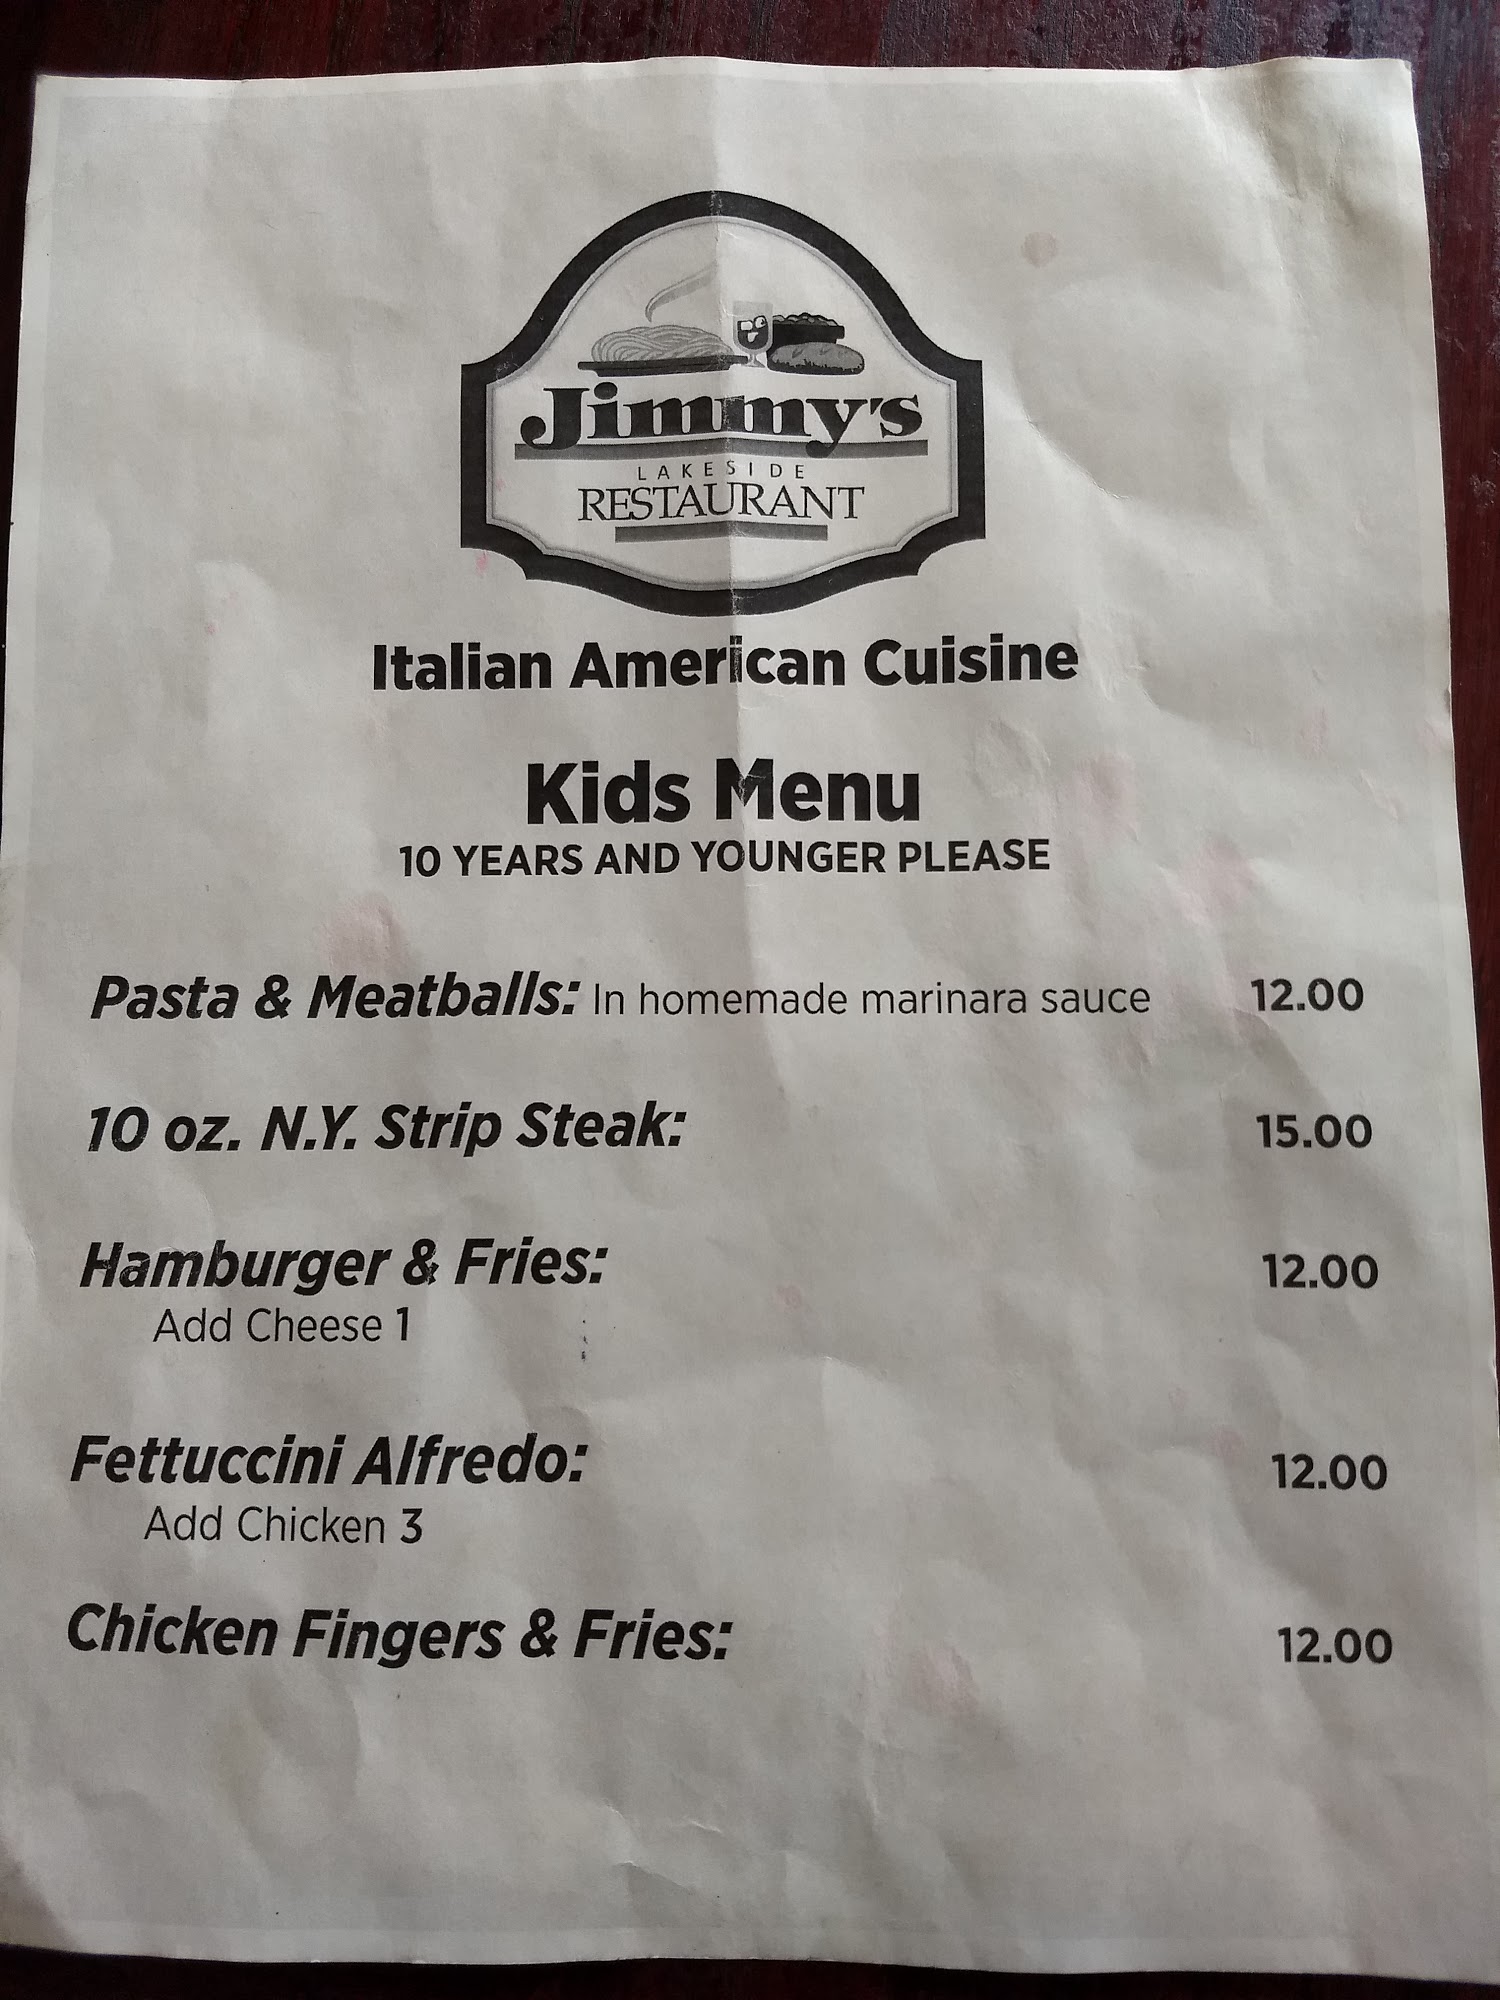 Jimmy's
LAKESIDE
RESTAURANT
Italian American Cuisine
Kids Menu
10 YEARS AND YOUNGER PLEASE
Pasta & Meatballs: In homemade marinara sauce 12.00
10 oz. N.Y. Strip Steak: 15.00
Hamburger & Fries: 12.00
Add Cheese 1
Fettuccini Alfredo: 12.00
Add Chicken 3
Chicken Fingers & Fries: 12.00